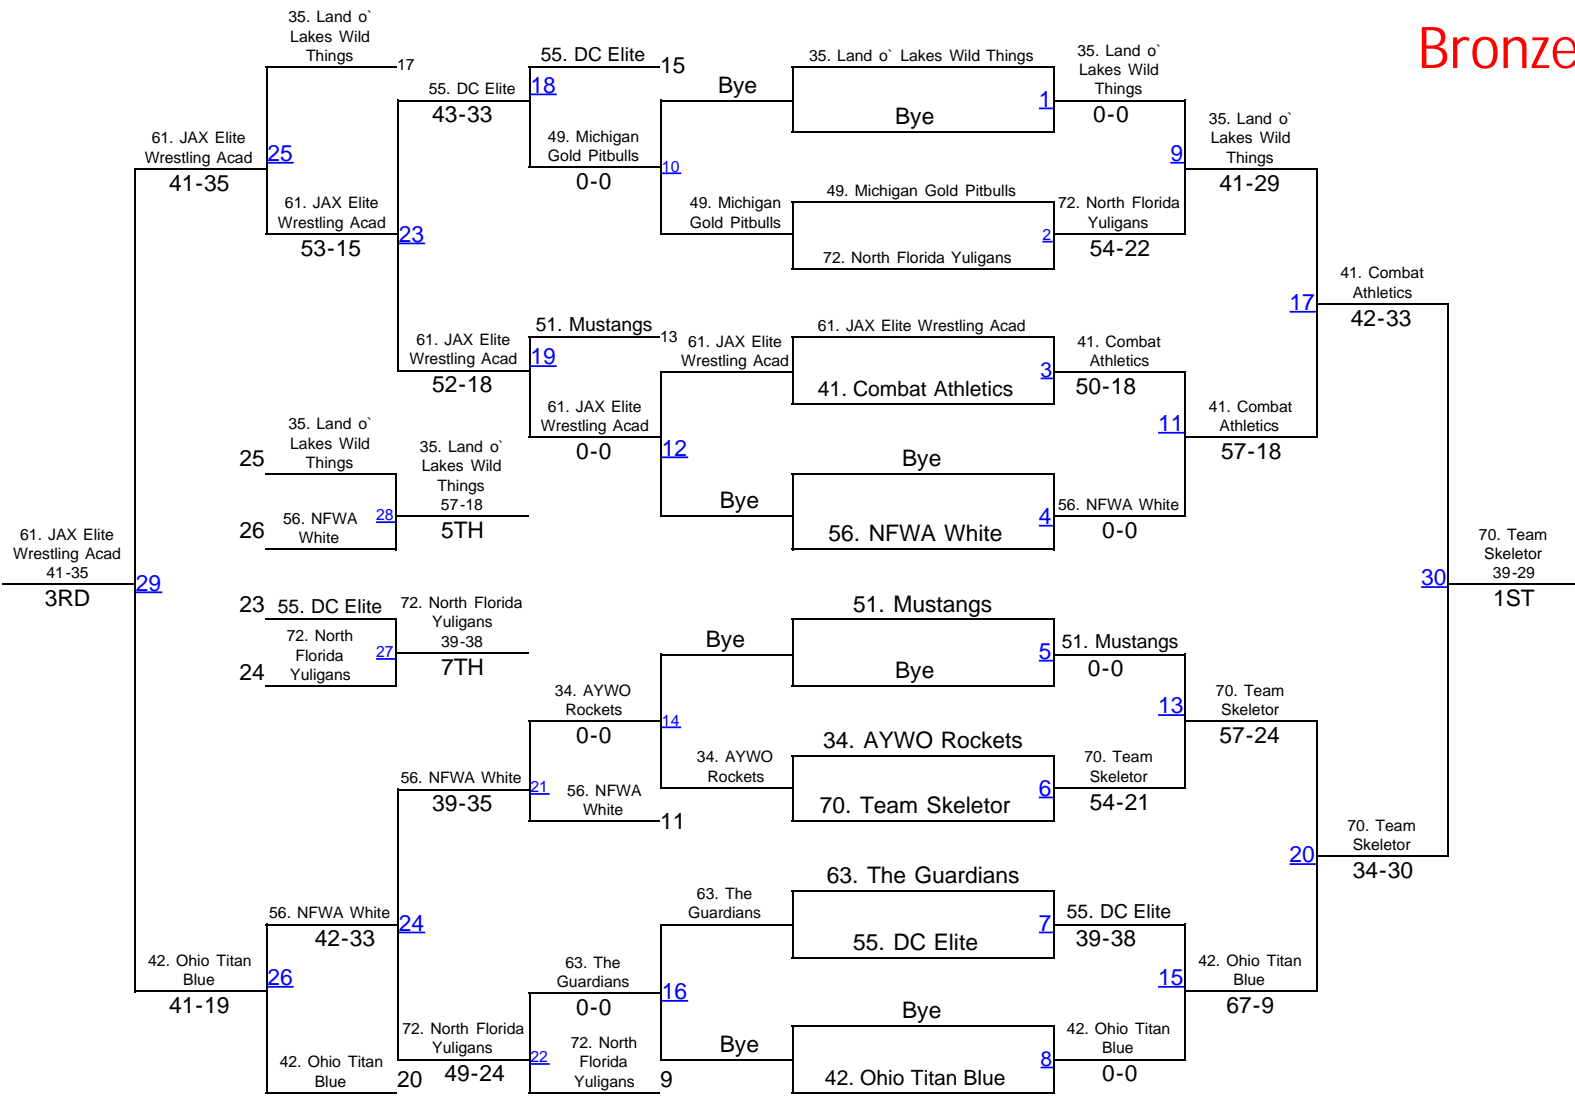 Bronze
35. Land o`
Lakes Wild
Things
17
61. JAX Elite
Wrestling Acad
41-35
25
61. JAX Elite
Wrestling Acad
53-15
55. DC Elite
43-33
23
61. JAX Elite
Wrestling Acad
52-18
55. DC Elite
15
18
49. Michigan
Gold Pitbulls
0-0
51. Mustangs
13
19
61. JAX Elite
Wrestling Acad
0-0
Bye
10
49. Michigan
Gold Pitbulls
61. JAX Elite
Wrestling Acad
12
Bye
35. Land o` Lakes Wild Things
Bye
1
49. Michigan Gold Pitbulls
72. North Florida Yuligans
2
61. JAX Elite Wrestling Acad
41. Combat Athletics
3
Bye
56. NFWA White
4
35. Land o`
Lakes Wild
Things
0-0
9
72. North Florida
Yuligans
54-22
41. Combat
Athletics
50-18
11
56. NFWA White
0-0
35. Land o`
Lakes Wild
Things
41-29
17
41. Combat
Athletics
57-18
41. Combat
Athletics
42-33
25
35. Land o`
Lakes Wild
Things
26
56. NFWA
White
28
35. Land o`
Lakes Wild
Things
57-18
5TH
61. JAX Elite
Wrestling Acad
41-35
3RD
29
23
55. DC Elite
24
72. North
Florida
Yuligans
27
72. North Florida
Yuligans
39-38
7TH
30
70. Team
Skeletor
39-29
1ST
56. NFWA White
39-35
24
34. AYWO
Rockets
0-0
21
56. NFWA
White
11
Bye
14
34. AYWO
Rockets
51. Mustangs
Bye
5
34. AYWO Rockets
70. Team Skeletor
6
51. Mustangs
0-0
13
70. Team
Skeletor
54-21
70. Team
Skeletor
57-24
20
70. Team
Skeletor
34-30
56. NFWA White
42-33
42. Ohio Titan
Blue
41-19
26
42. Ohio Titan
Blue
20
72. North Florida
Yuligans
49-24
63. The
Guardians
0-0
22
72. North
Florida
Yuligans
9
63. The
Guardians
16
Bye
63. The Guardians
55. DC Elite
7
Bye
42. Ohio Titan Blue
8
55. DC Elite
39-38
15
42. Ohio Titan
Blue
0-0
42. Ohio Titan
Blue
67-9